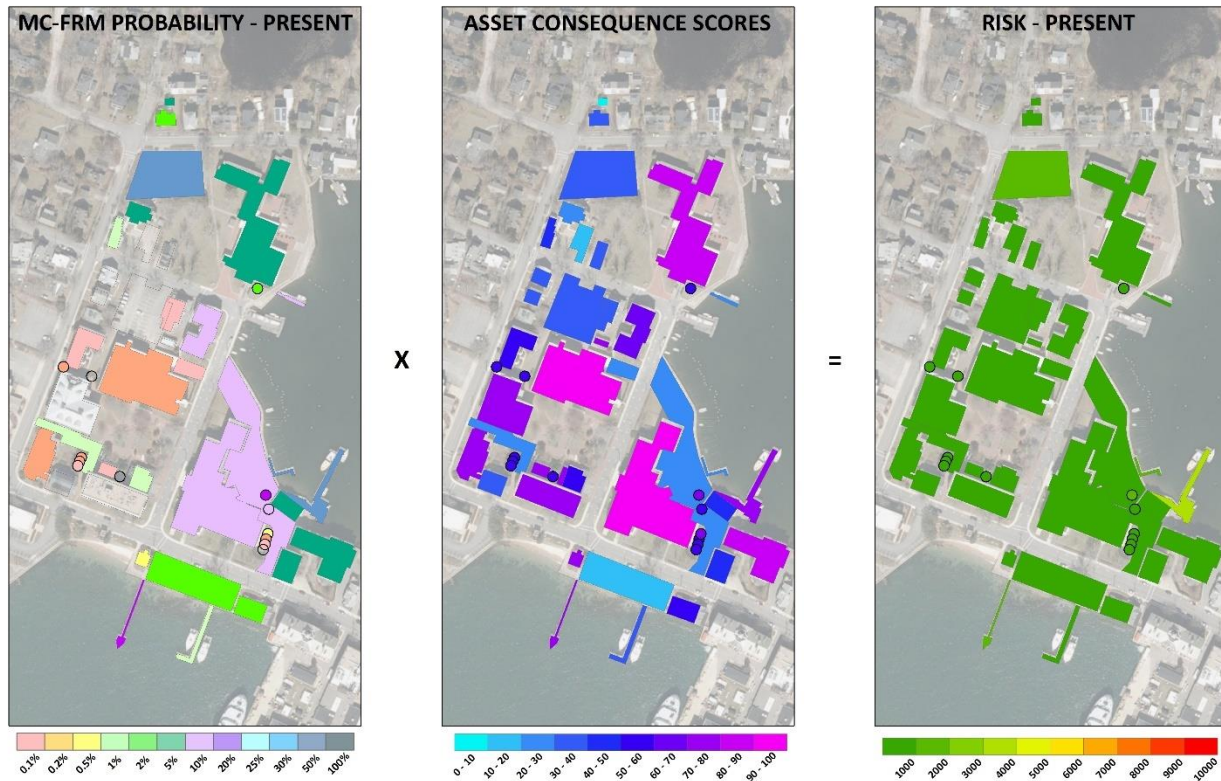 MC-FRM PROBABILITY - PRESENT
ASSET CONSEQUENCE SCORES
RISK - PRESENT
X
=
0.1% 0.2% 0.5% 1% 2% 5% 10% 20% 25% 30% 50% 100%
0 - 10 10 - 20 20 - 30 30 - 40 40 - 50 50 - 60 60 - 70 70 - 80 80 - 90 90 - 100
1000 2000 3000 4000 5000 6000 7000 8000 9000 10000